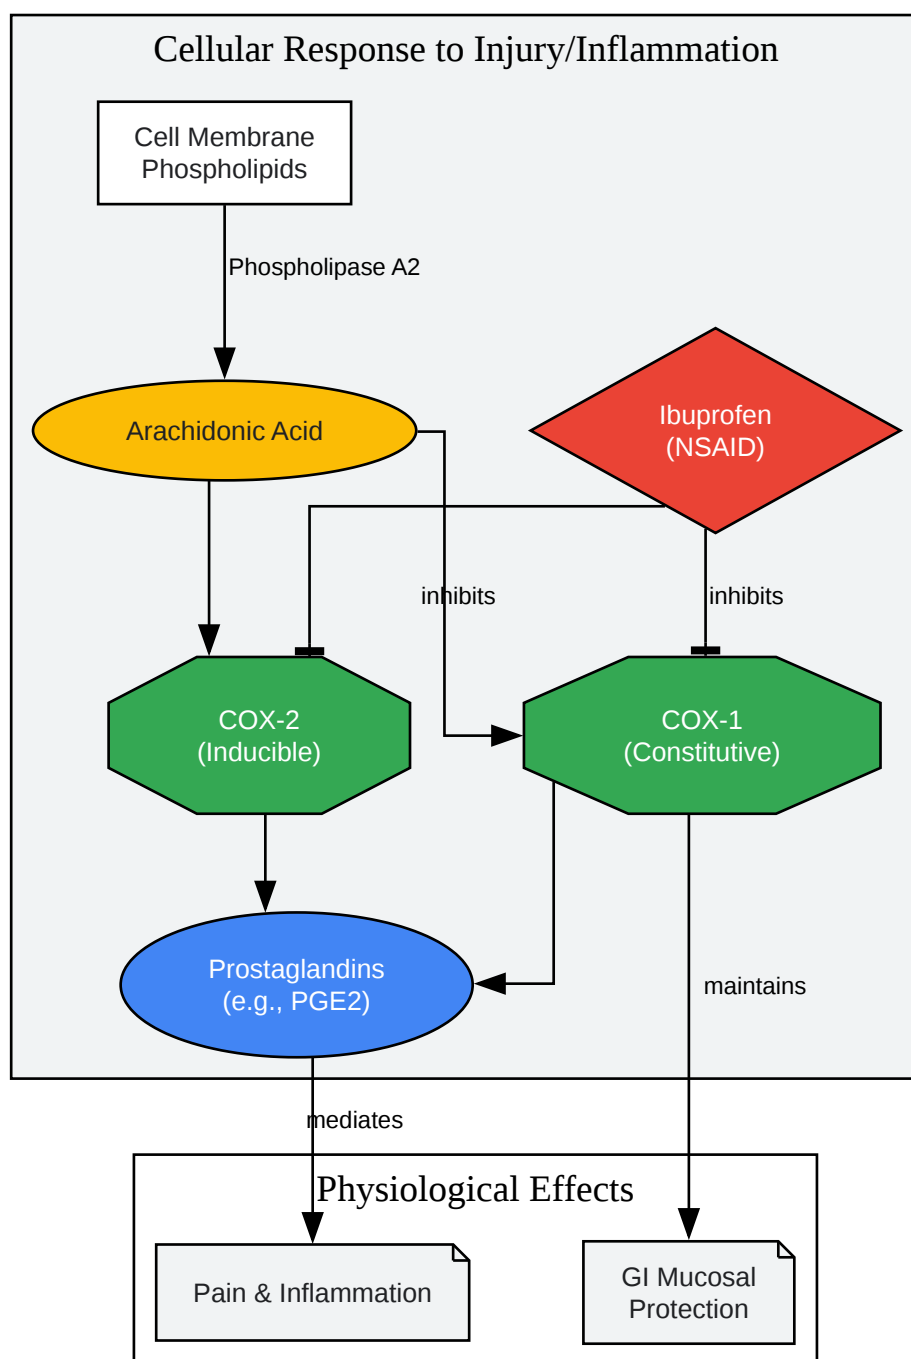 Cellular Response to Injury/Inflammation
Cell Membrane
Phospholipids
Phospholipase A2
Arachidonic Acid
Ibuprofen
(NSAID)
inhibits
inhibits
COX-2
(Inducible)
COX-1
(Constitutive)
Prostaglandins
(e.g., PGE2)
maintains
mediates
Physiological Effects
Pain & Inflammation
GI Mucosal
Protection